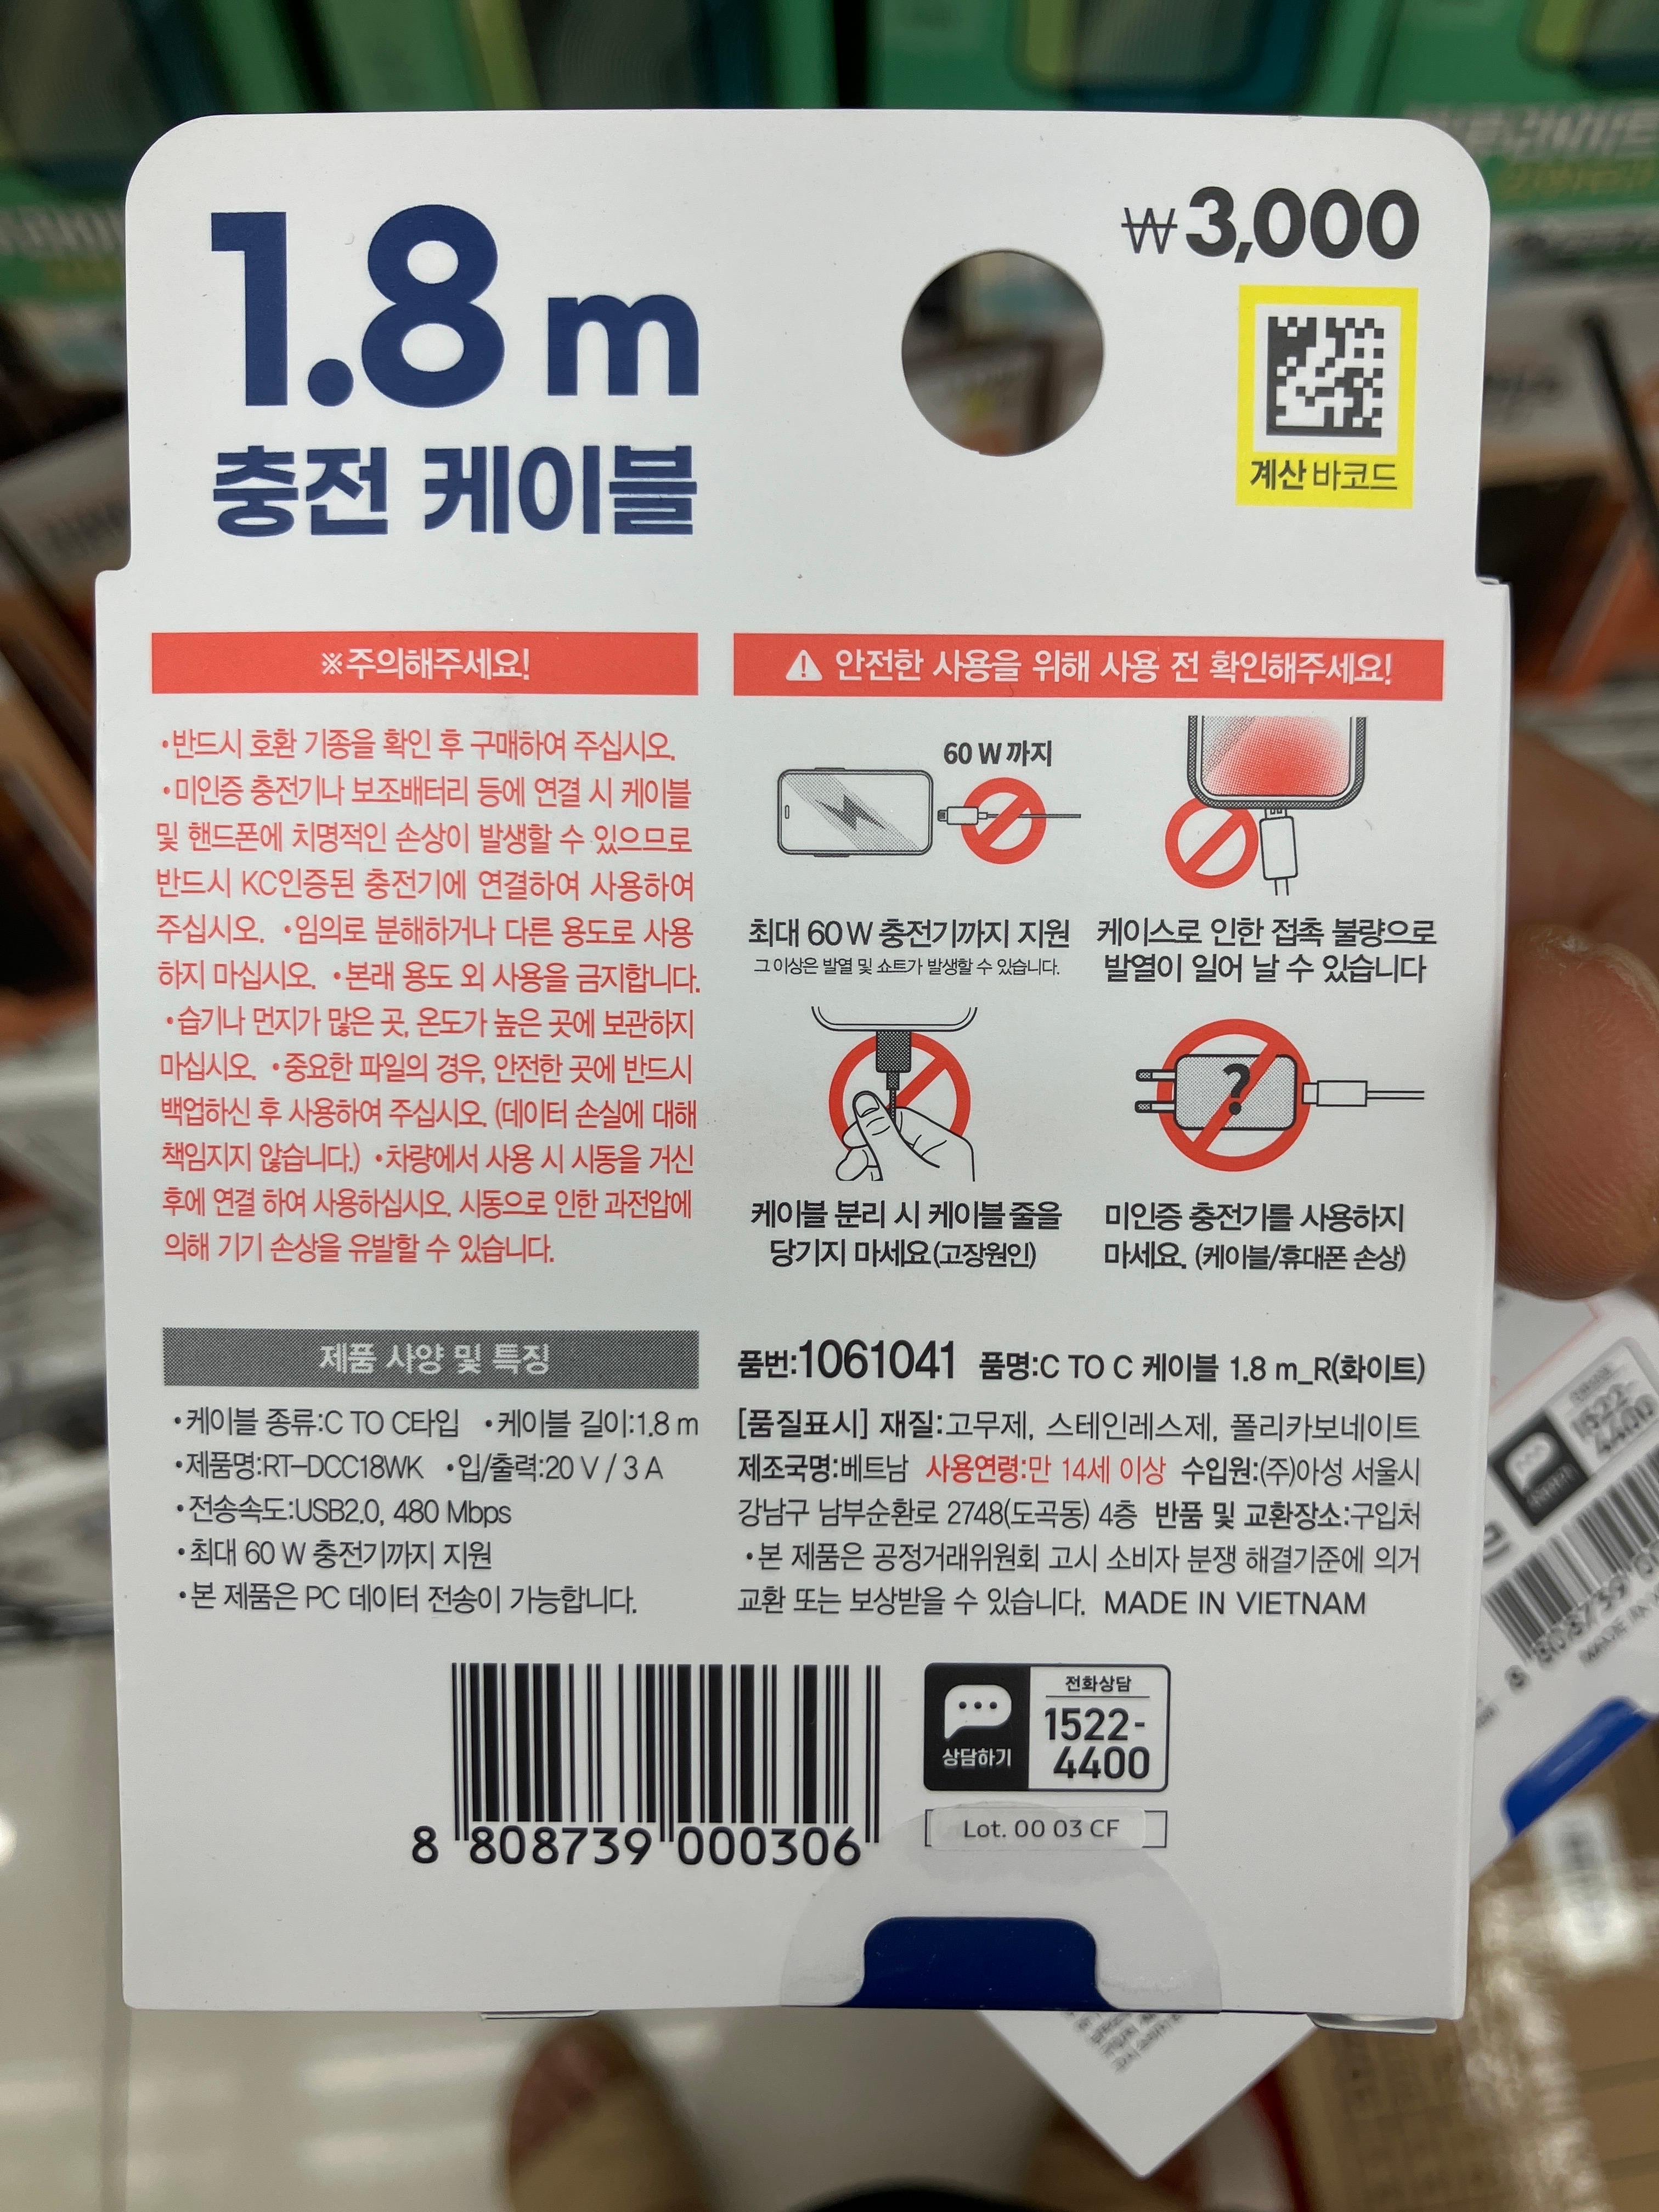 1.8 m
충전 케이블
₩3,000
계산 바코드
※주의해주세요!
•반드시 호환 기종을 확인 후 구매하여 주십시오.
•미인증 충전기나 보조배터리 등에 연결 시 케이블
및 핸드폰에 치명적인 손상이 발생할 수 있으므로
반드시 KC인증된 충전기에 연결하여 사용하여
주십시오. •임의로 분해하거나 다른 용도로 사용
하지 마십시오. •본래 용도 외 사용을 금지합니다.
•습기나 먼지가 많은 곳, 온도가 높은 곳에 보관하지
마십시오. •중요한 파일의 경우, 안전한 곳에 반드시
백업하신 후 사용하여 주십시오. (데이터 손실에 대해
책임지지 않습니다.) •차량에서 사용 시 시동을 거신
후에 연결 하여 사용하십시오. 시동으로 인한 과전압에
의해 기기 손상을 유발할 수 있습니다.
⚠ 안전한 사용을 위해 사용 전 확인해주세요!
60 W까지
최대 60 W 충전기까지 지원
그 이상은 발열 및 쇼트가 발생할 수 있습니다.
케이스로 인한 접촉 불량으로
발열이 일어 날 수 있습니다
케이블 분리 시 케이블 줄을
당기지 마세요(고장원인)
?
미인증 충전기를 사용하지
마세요. (케이블/휴대폰 손상)
제품 사양 및 특징
•케이블 종류:C TO C타입 •케이블 길이:1.8 m
•제품명:RT-DCC18WK •입/출력:20 V / 3 A
•전송속도:USB2.0, 480 Mbps
•최대 60 W 충전기까지 지원
•본 제품은 PC 데이터 전송이 가능합니다.
품번:1061041 품명:C TO C 케이블 1.8 m_R(화이트)
[품질표시] 재질:고무제, 스테인레스제, 폴리카보네이트
제조국명:베트남 사용연령:만 14세 이상 수입원:(주)아성 서울시
강남구 남부순환로 2748(도곡동) 4층 반품 및 교환장소:구입처
•본 제품은 공정거래위원회 고시 소비자 분쟁 해결기준에 의거
교환 또는 보상받을 수 있습니다. MADE IN VIETNAM
8 808739 000306
상담하기
전화상담
1522-
4400
Lot. 00 03 CF
1522-
4400